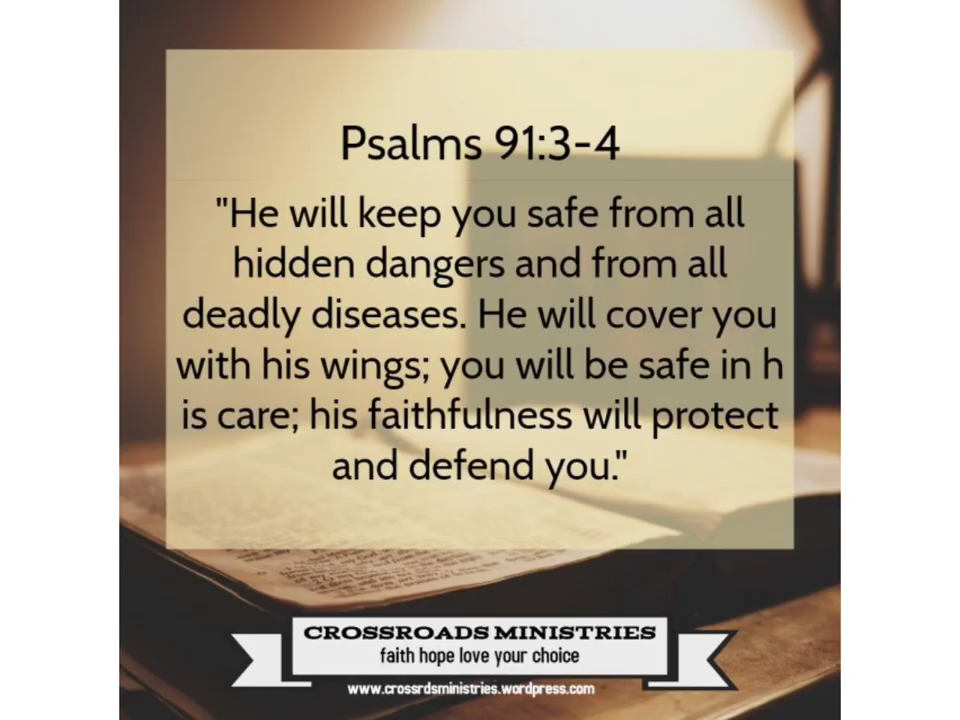 Psalms 91:3-4
"He will keep you safe from all
hidden dangers and from all
deadly diseases. He will cover you
with his wings; you will be safe in h
is care; his faithfulness will protect
and defend you."
CROSSROADS MINISTRIES
faith hope love your choice
www.crossrdsministries.wordpress.com